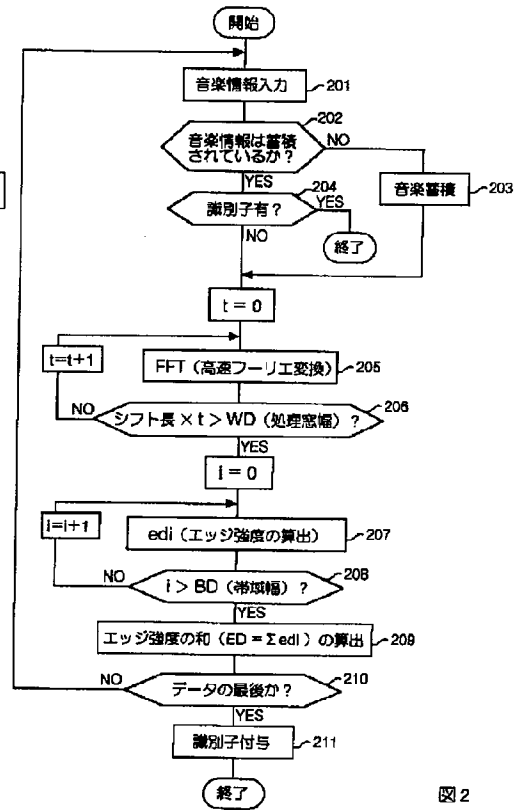 開始
音楽情報入力
201
202
音楽情報は蓄積
されているか？
NO
YES
音楽蓄積
203
204
識別子有？
YES
NO
終了
t = 0
t=t+1
FFT（高速フーリエ変換）
205
シフト長 × t > WD（処理窓幅）？
206
NO
YES
i = 0
i=i+1
edi（エッジ強度の算出）
207
i > BD（帯域幅）？
208
NO
YES
エッジ強度の和（ED = Σedi）の算出
209
データの最後か？
210
NO
YES
識別子付与
211
終了
図2